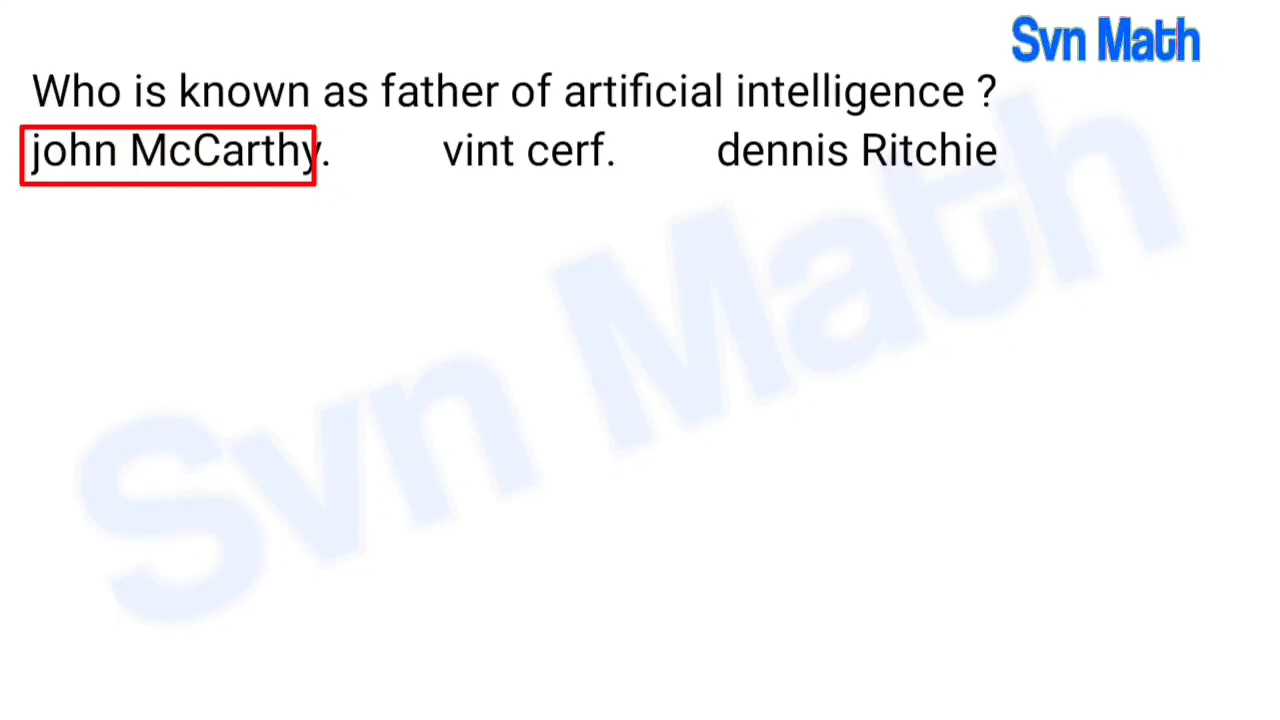 Svn Math
Who is known as father of artificial intelligence ?
john McCarthy. vint cerf. dennis Ritchie
Svn Math